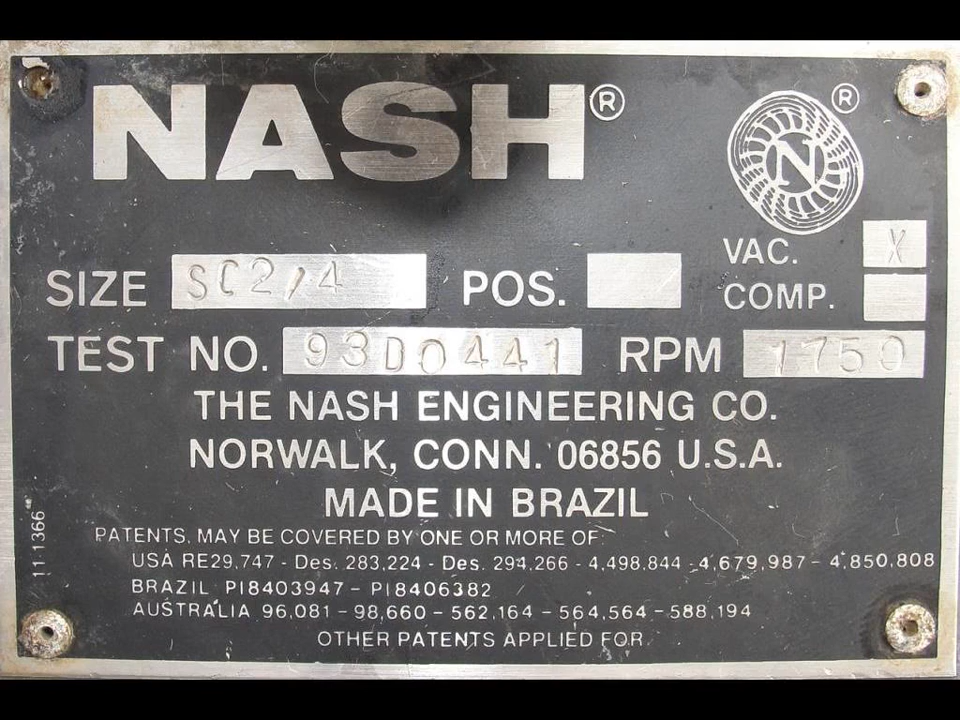 NASH®
N ®
VAC. X
SIZE SC2/4 POS.
COMP.
TEST NO. 93D0441 RPM 1750
THE NASH ENGINEERING CO.
NORWALK, CONN. 06856 U.S.A.
MADE IN BRAZIL
111366
PATENTS, MAY BE COVERED BY ONE OR MORE OF:
USA RE29,747 - Des. 283,224 - Des. 294,266 - 4,498,844 - 4,679,987 - 4,850,808
BRAZIL PI8403947 - PI8406382
AUSTRALIA 96,081 - 98,660 - 562,164 - 564,564 - 588,194
OTHER PATENTS APPLIED FOR